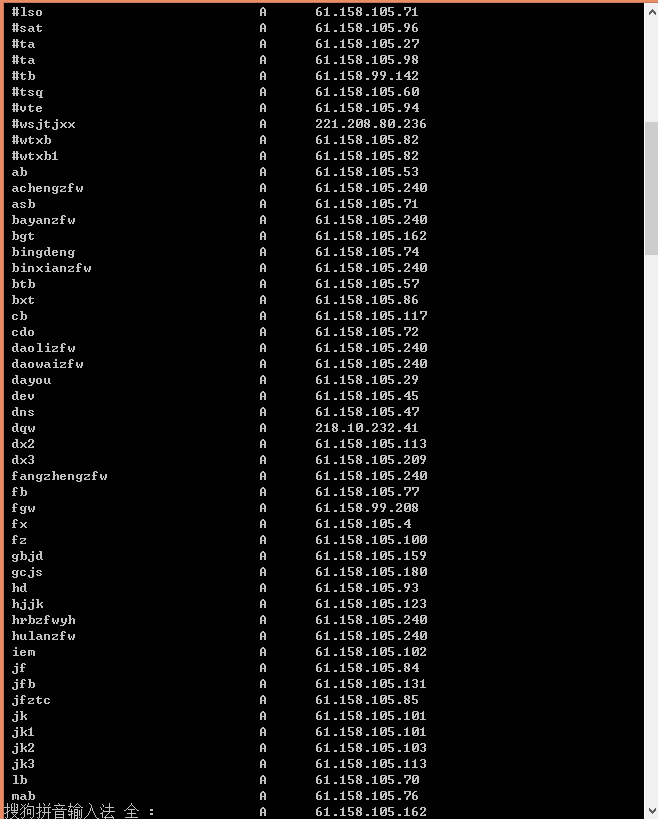 #lso A 61.158.105.71
#sat A 61.158.105.96
#ta A 61.158.105.27
#ta A 61.158.105.98
#tb A 61.158.99.142
#tsq A 61.158.105.60
#vte A 61.158.105.94
#wsjtjxx A 221.208.80.236
#wtxb A 61.158.105.82
#wtxb1 A 61.158.105.82
ab A 61.158.105.53
achengzfw A 61.158.105.240
asb A 61.158.105.71
bayanzfw A 61.158.105.240
bgt A 61.158.105.162
bingdeng A 61.158.105.74
binxianzfw A 61.158.105.240
btb A 61.158.105.57
bxt A 61.158.105.86
cb A 61.158.105.117
cdo A 61.158.105.72
daolizfw A 61.158.105.240
daowaizfw A 61.158.105.240
dayou A 61.158.105.29
dev A 61.158.105.45
dns A 61.158.105.47
dqw A 218.10.232.41
dx2 A 61.158.105.113
dx3 A 61.158.105.209
fangzhengzfw A 61.158.105.240
fb A 61.158.105.77
fgw A 61.158.99.208
fx A 61.158.105.4
fz A 61.158.105.100
gbjd A 61.158.105.159
gcjs A 61.158.105.180
hd A 61.158.105.93
hjjk A 61.158.105.123
hrbzfwyh A 61.158.105.240
hulanzfw A 61.158.105.240
iem A 61.158.105.102
jf A 61.158.105.84
jfb A 61.158.105.131
jfztc A 61.158.105.85
jk A 61.158.105.101
jk1 A 61.158.105.101
jk2 A 61.158.105.103
jk3 A 61.158.105.113
lb A 61.158.105.70
mab A 61.158.105.76
搜狗拼音输入法 全 : A 61.158.105.162